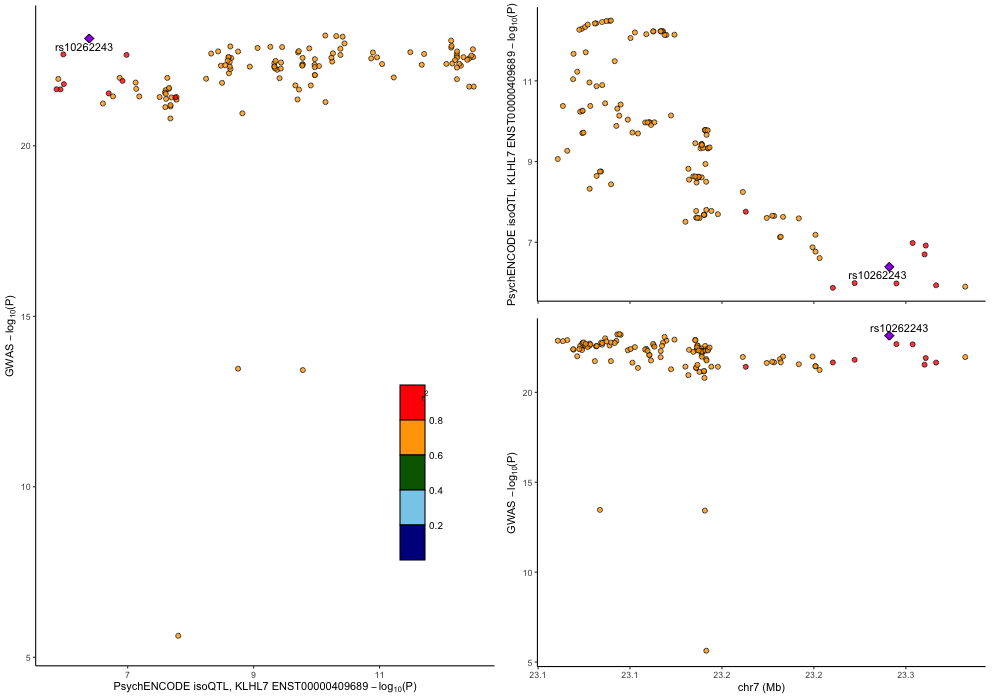 rs10262243
20
15
10
5
GWAS −log10(P)
7
9
11
PsychENCODE isoQTL, KLHL7 ENST00000409689 −log10(P)
r2
0.8
0.6
0.4
0.2
rs10262243
11
9
7
PsychENCODE isoQTL, KLHL7 ENST00000409689 −log10(P)
rs10262243
20
15
10
5
GWAS −log10(P)
23.1
23.1
23.2
23.2
23.3
chr7 (Mb)